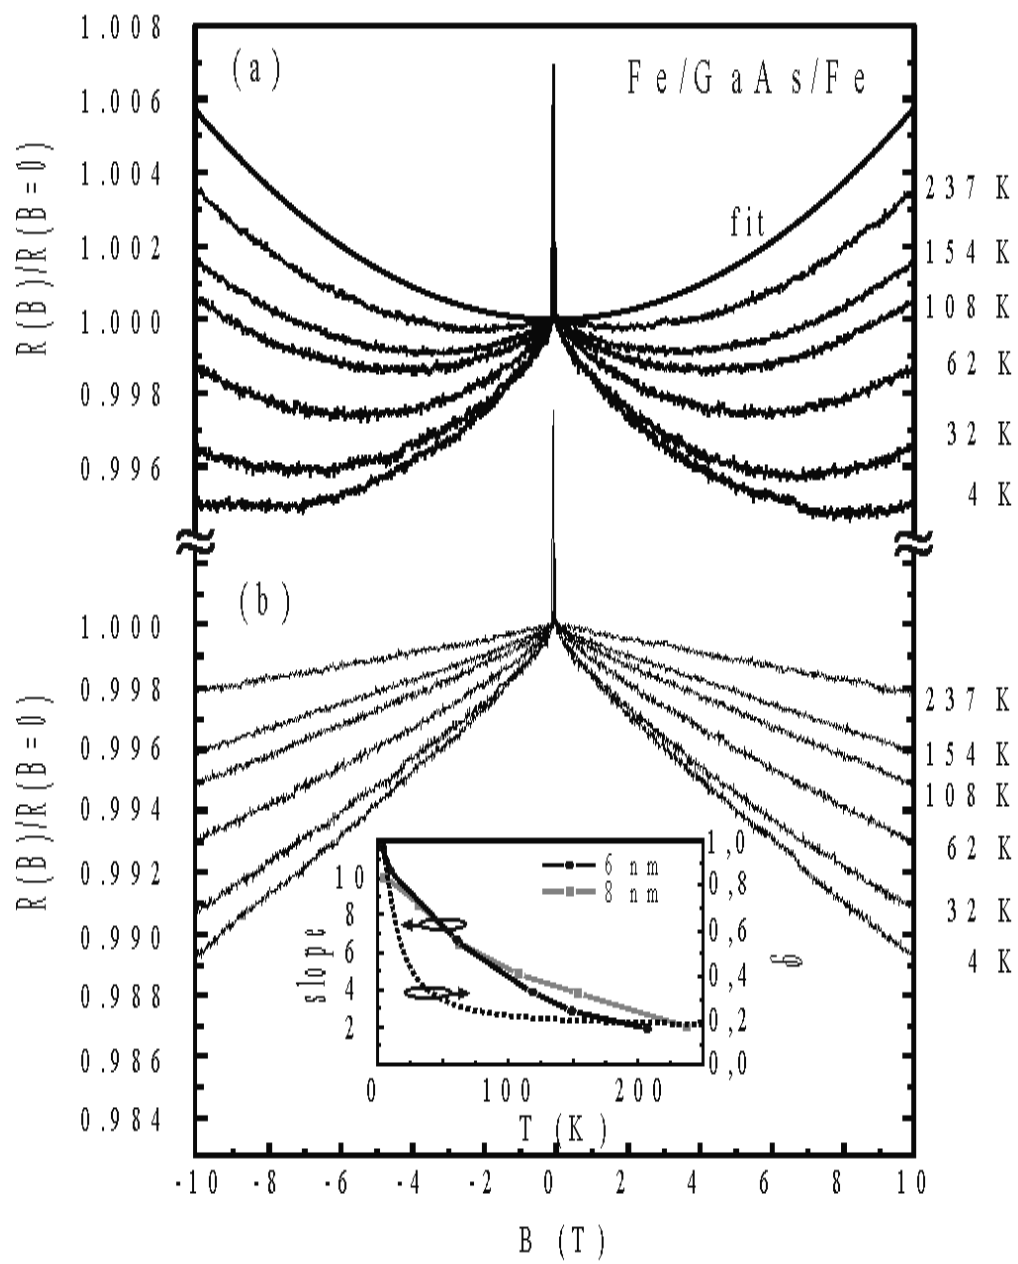 1.008
1.006
1.004
1.002
1.000
0.998
0.996
R(B)/R(B=0)
(a)
Fe/GaAs/Fe
fit
237 K
154 K
108 K
62 K
32 K
4 K
(b)
1.000
0.998
0.996
0.994
0.992
0.990
0.988
0.986
0.984
R(B)/R(B=0)
237 K
154 K
108 K
62 K
32 K
4 K
6 nm
8 nm
10
8
6
4
2
slope
1,0
0,8
0,6
0,4
0,2
0,0
0 100 200
T (K)
-10 -8 -6 -4 -2 0 2 4 6 8 10
B (T)